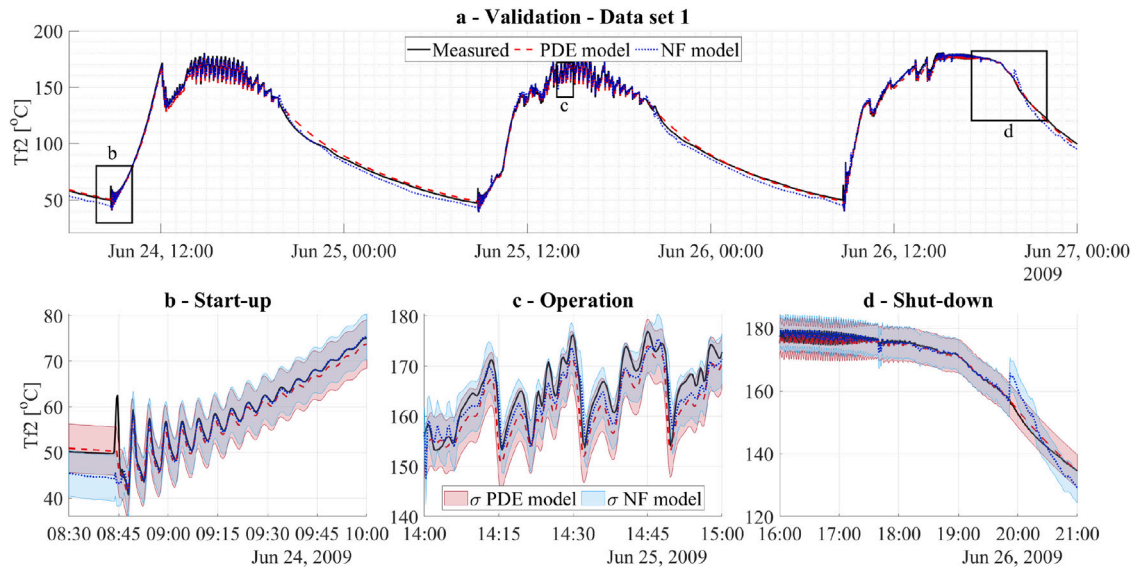 a - Validation - Data set 1
Measured PDE model NF model
200
150
100
50
Tf2 [°C]
b
c
d
Jun 24, 12:00 Jun 25, 00:00 Jun 25, 12:00 Jun 26, 00:00 Jun 26, 12:00 Jun 27, 00:00
2009
b - Start-up
80
70
60
50
40
Tf2 [°C]
08:30 08:45 09:00 09:15 09:30 09:45 10:00
Jun 24, 2009
c - Operation
180
170
160
150
140
σ PDE model σ NF model
14:00 14:15 14:30 14:45 15:00
Jun 25, 2009
d - Shut-down
180
160
140
120
16:00 17:00 18:00 19:00 20:00 21:00
Jun 26, 2009